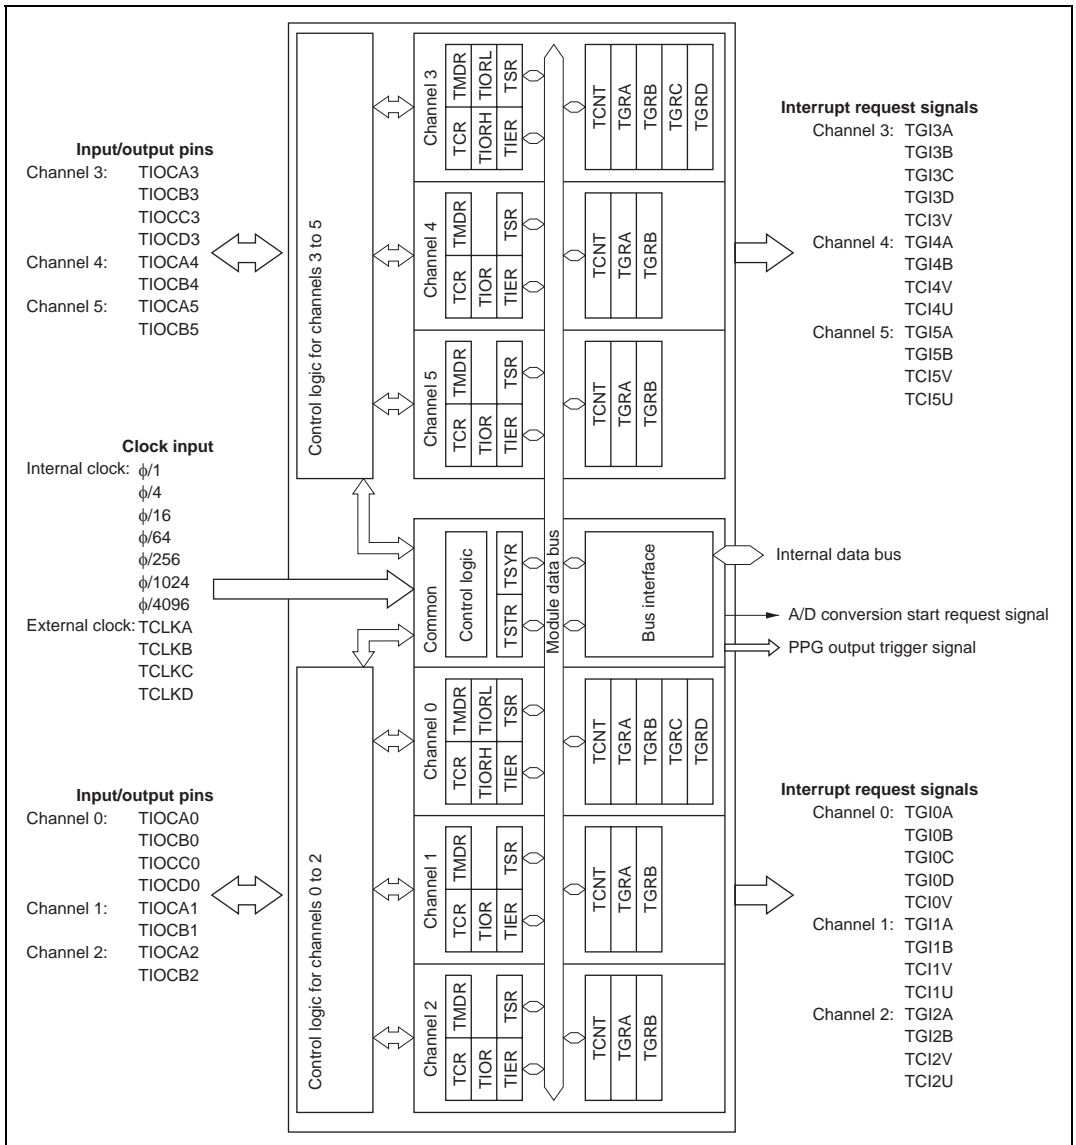 Input/output pins
Channel 3: TIOCA3
TIOCB3
TIOCC3
TIOCD3
Channel 4: TIOCA4
TIOCB4
Channel 5: TIOCA5
TIOCB5
Clock input
Internal clock: ϕ/1
ϕ/4
ϕ/16
ϕ/64
ϕ/256
ϕ/1024
ϕ/4096
External clock: TCLKA
TCLKB
TCLKC
TCLKD
Input/output pins
Channel 0: TIOCA0
TIOCB0
TIOCC0
TIOCD0
Channel 1: TIOCA1
TIOCB1
Channel 2: TIOCA2
TIOCB2
Control logic for channels 3 to 5
Control logic for channels 0 to 2
Channel 3
TCR TMDR
TIORH TIORL
TIER TSR
TCNT
TGRA
TGRB
TGRC
TGRD
Channel 4
TCR TMDR
TIOR
TIER TSR
TCNT
TGRA
TGRB
Channel 5
TCR TMDR
TIOR
TIER TSR
TCNT
TGRA
TGRB
Common
Control logic
TSTR TSYR
Module data bus
Bus interface
Channel 0
TCR TMDR
TIORH TIORL
TIER TSR
TCNT
TGRA
TGRB
TGRC
TGRD
Channel 1
TCR TMDR
TIOR
TIER TSR
TCNT
TGRA
TGRB
Channel 2
TCR TMDR
TIOR
TIER TSR
TCNT
TGRA
TGRB
Interrupt request signals
Channel 3: TGI3A
TGI3B
TGI3C
TGI3D
TCI3V
Channel 4: TGI4A
TGI4B
TCI4V
TCI4U
Channel 5: TGI5A
TGI5B
TCI5V
TCI5U
Internal data bus
A/D conversion start request signal
PPG output trigger signal
Interrupt request signals
Channel 0: TGI0A
TGI0B
TGI0C
TGI0D
TCI0V
Channel 1: TGI1A
TGI1B
TCI1V
TCI1U
Channel 2: TGI2A
TGI2B
TCI2V
TCI2U